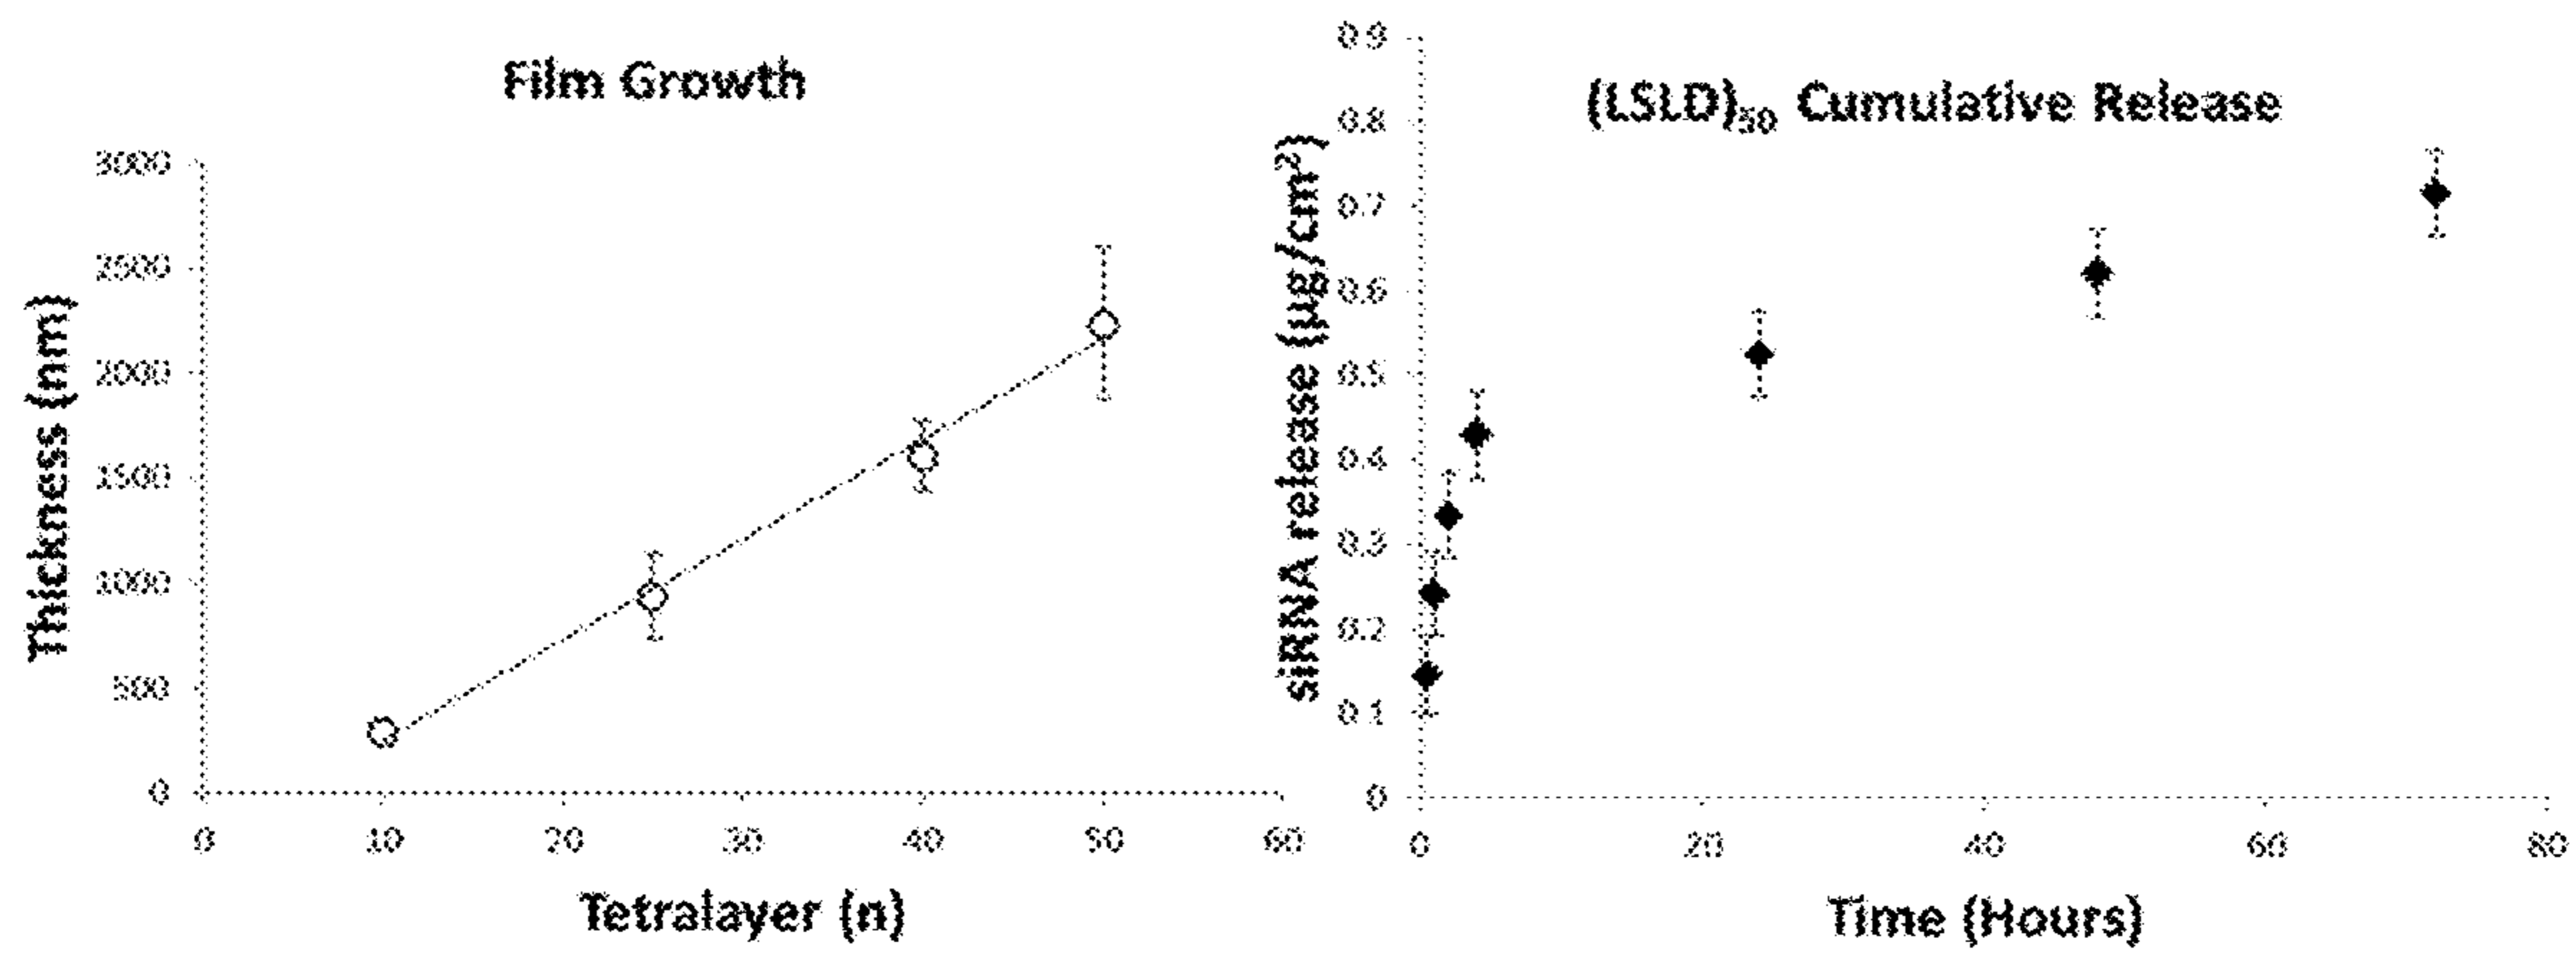 Film Growth
Thickness (nm)
3000
2500
2000
1500
1000
500
0
0 10 20 30 40 50 60
Tetralayer (n)
(LSLD)50 Cumulative Release
siRNA release (µg/cm²)
0.9
0.8
0.7
0.6
0.5
0.4
0.3
0.2
0.1
0
0 20 40 60 80
Time (Hours)